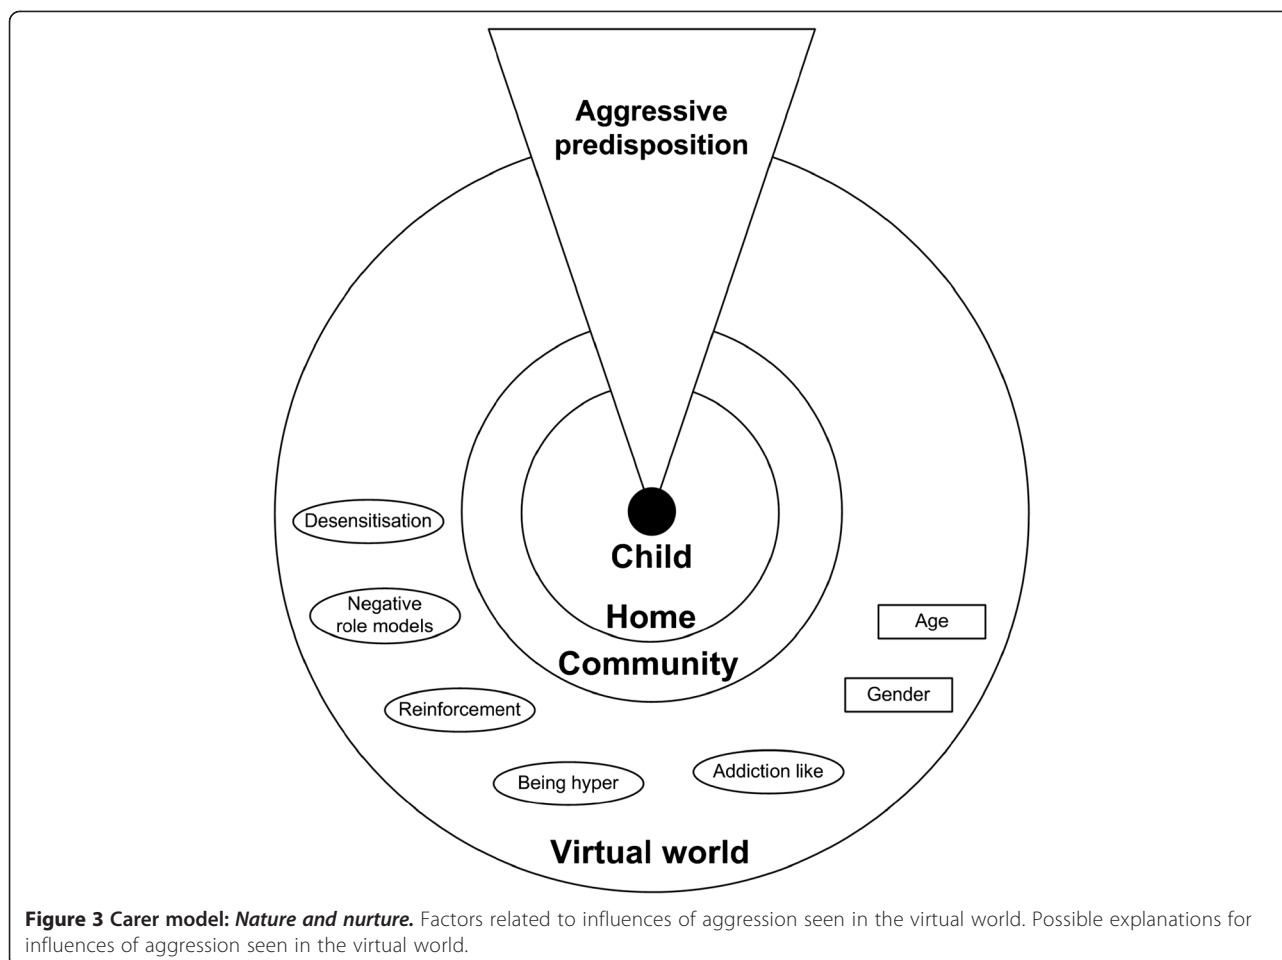 Aggressive
predisposition
Desensitisation
Child
Negative
role models
Home
Age
Community
Gender
Reinforcement
Being hyper
Addiction like
Virtual world
Figure 3 Carer model: Nature and nurture. Factors related to influences of aggression seen in the virtual world. Possible explanations for
influences of aggression seen in the virtual world.